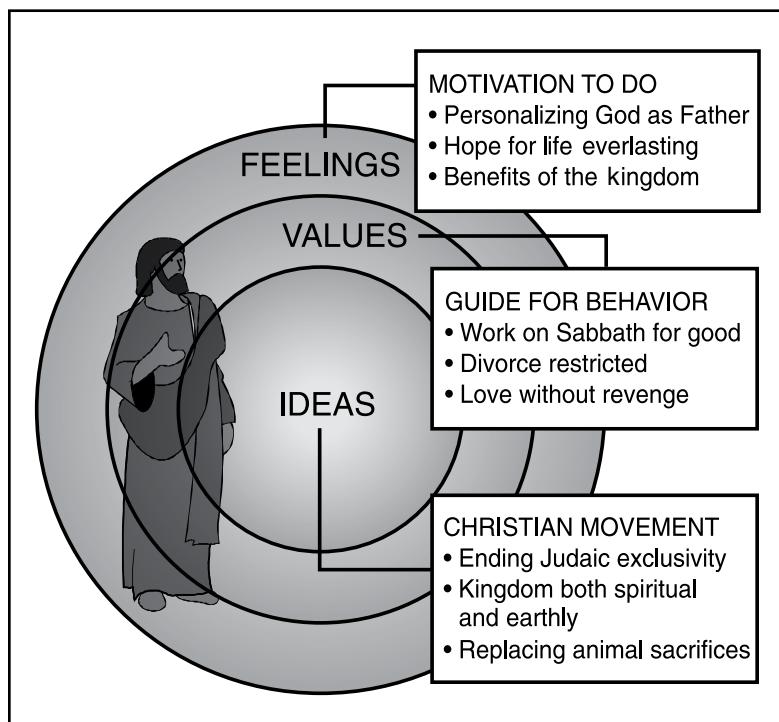 MOTIVATION TO DO
• Personalizing God as Father
• Hope for life everlasting
• Benefits of the kingdom
FEELINGS
VALUES
GUIDE FOR BEHAVIOR
• Work on Sabbath for good
• Divorce restricted
• Love without revenge
IDEAS
CHRISTIAN MOVEMENT
• Ending Judaic exclusivity
• Kingdom both spiritual
and earthly
• Replacing animal sacrifices